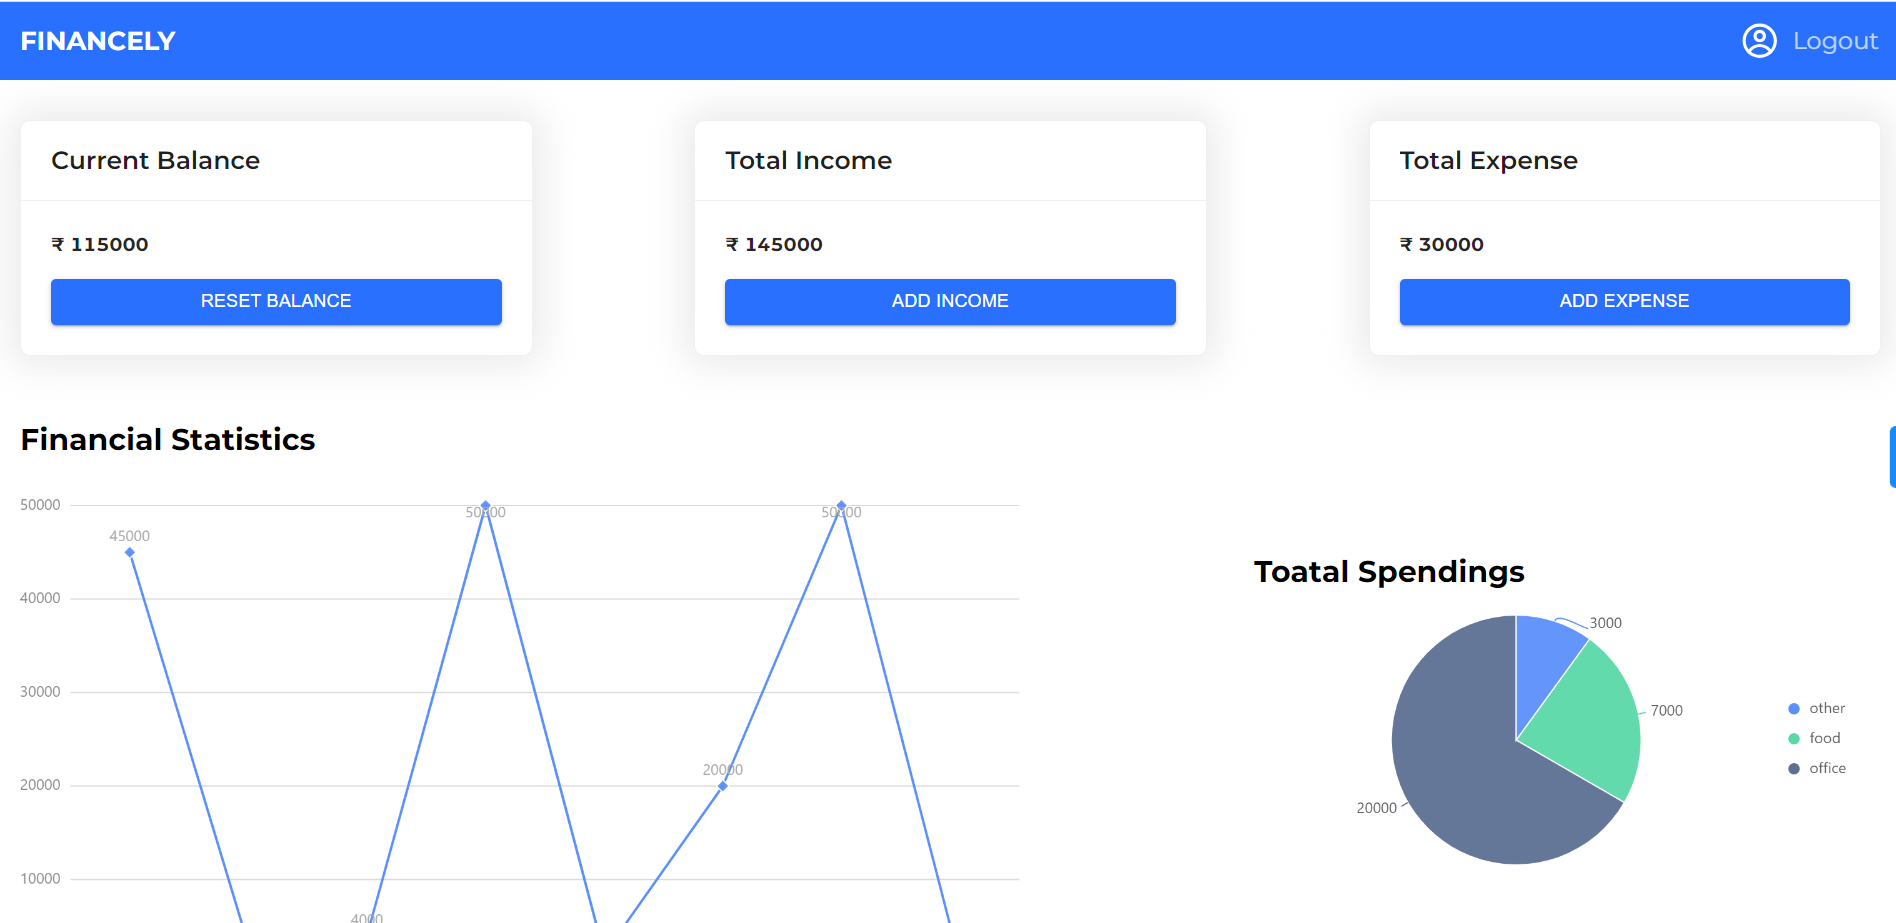 FINANCELY
Logout
Current Balance
₹ 115000
RESET BALANCE
Total Income
₹ 145000
ADD INCOME
Total Expense
₹ 30000
ADD EXPENSE
Financial Statistics
50000
40000
30000
20000
10000
45000
4000
50000
20000
50000
Toatal Spendings
3000
7000
20000
other
food
office